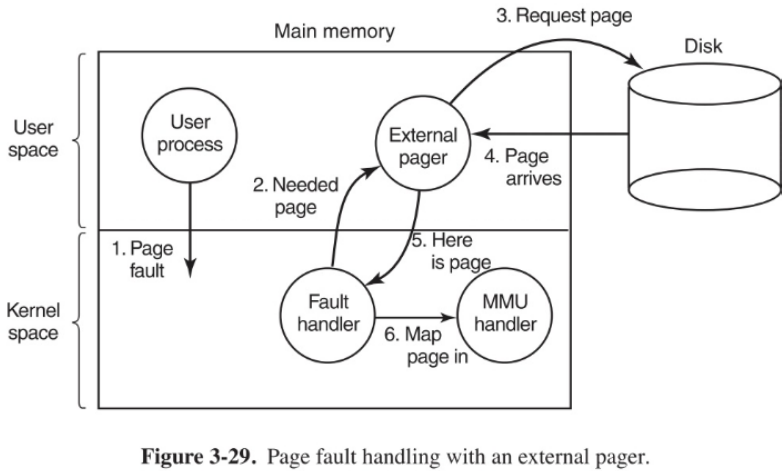 3. Request page
Main memory
Disk
User
space
User
process
External
pager
2. Needed
page
4. Page
arrives
1. Page
fault
5. Here
is page
Kernel
space
Fault
handler
MMU
handler
6. Map
page in
Figure 3-29. Page fault handling with an external pager.